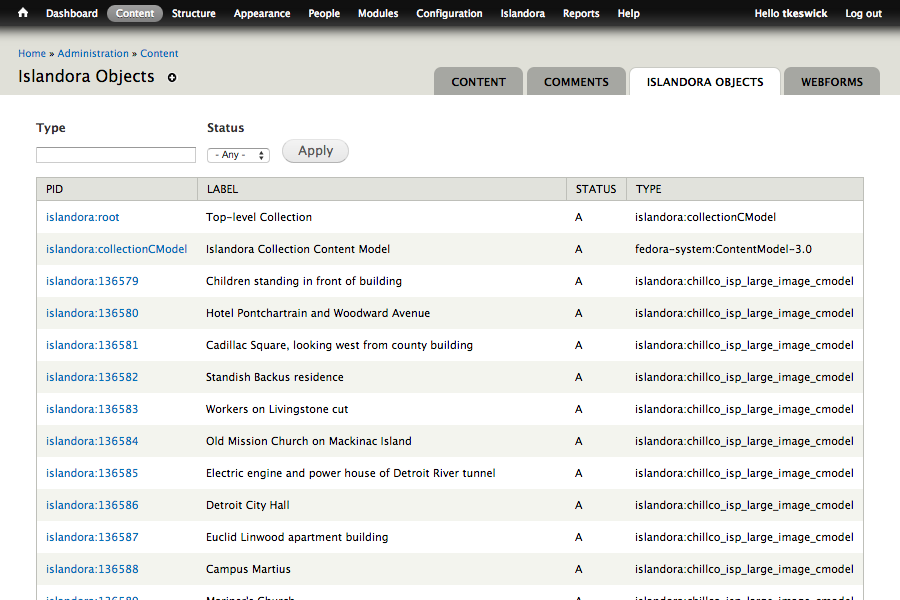 Dashboard Content Structure Appearance People Modules Configuration Islandora Reports Help Hello tkeswick Log out
Home » Administration » Content
Islandora Objects
CONTENT COMMENTS ISLANDORA OBJECTS WEBFORMS
Type Status
- Any - Apply
PID LABEL STATUS TYPE
islandora:root Top-level Collection A islandora:collectionCModel
islandora:collectionCModel Islandora Collection Content Model A fedora-system:ContentModel-3.0
islandora:136579 Children standing in front of building A islandora:chillco_isp_large_image_cmodel
islandora:136580 Hotel Pontchartrain and Woodward Avenue A islandora:chillco_isp_large_image_cmodel
islandora:136581 Cadillac Square, looking west from county building A islandora:chillco_isp_large_image_cmodel
islandora:136582 Standish Backus residence A islandora:chillco_isp_large_image_cmodel
islandora:136583 Workers on Livingstone cut A islandora:chillco_isp_large_image_cmodel
islandora:136584 Old Mission Church on Mackinac Island A islandora:chillco_isp_large_image_cmodel
islandora:136585 Electric engine and power house of Detroit River tunnel A islandora:chillco_isp_large_image_cmodel
islandora:136586 Detroit City Hall A islandora:chillco_isp_large_image_cmodel
islandora:136587 Euclid Linwood apartment building A islandora:chillco_isp_large_image_cmodel
islandora:136588 Campus Martius A islandora:chillco_isp_large_image_cmodel